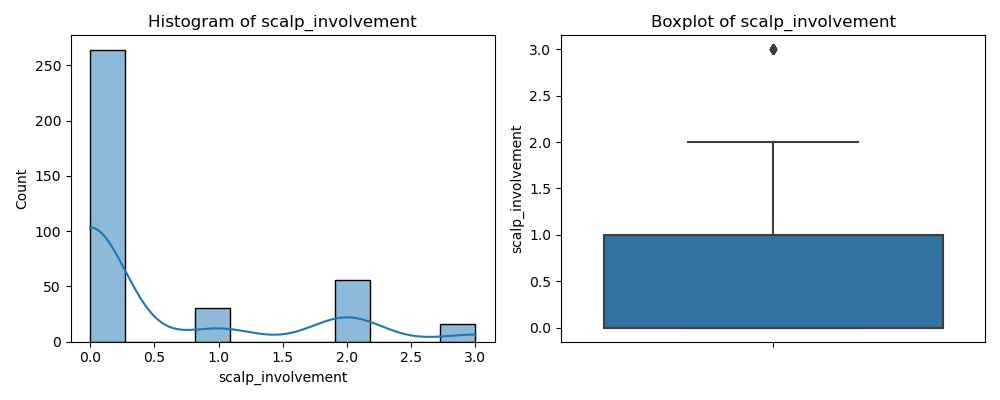 Histogram of scalp_involvement
250
200
150
100
50
0
Count
0.0 0.5 1.0 1.5 2.0 2.5 3.0
scalp_involvement
Boxplot of scalp_involvement
3.0
2.5
2.0
1.5
1.0
0.5
0.0
scalp_involvement